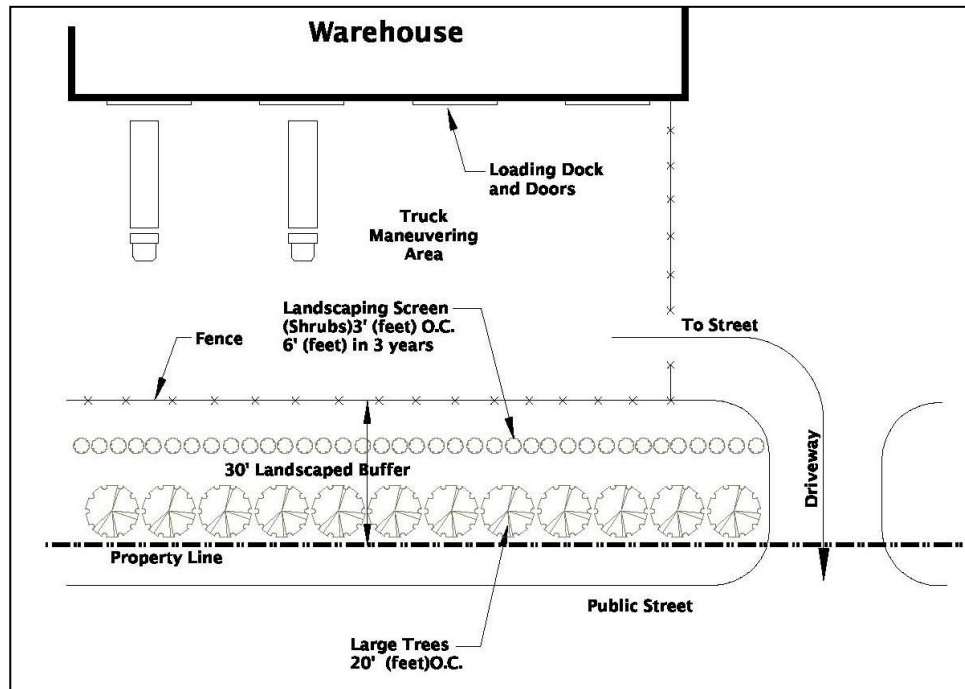 Warehouse
Loading Dock
and Doors
Truck
Maneuvering
Area
Landscaping Screen
(Shrubs)3' (feet) O.C.
6' (feet) in 3 years
To Street
Fence
30' Landscaped Buffer
Driveway
Property Line
Public Street
Large Trees
20' (feet)O.C.